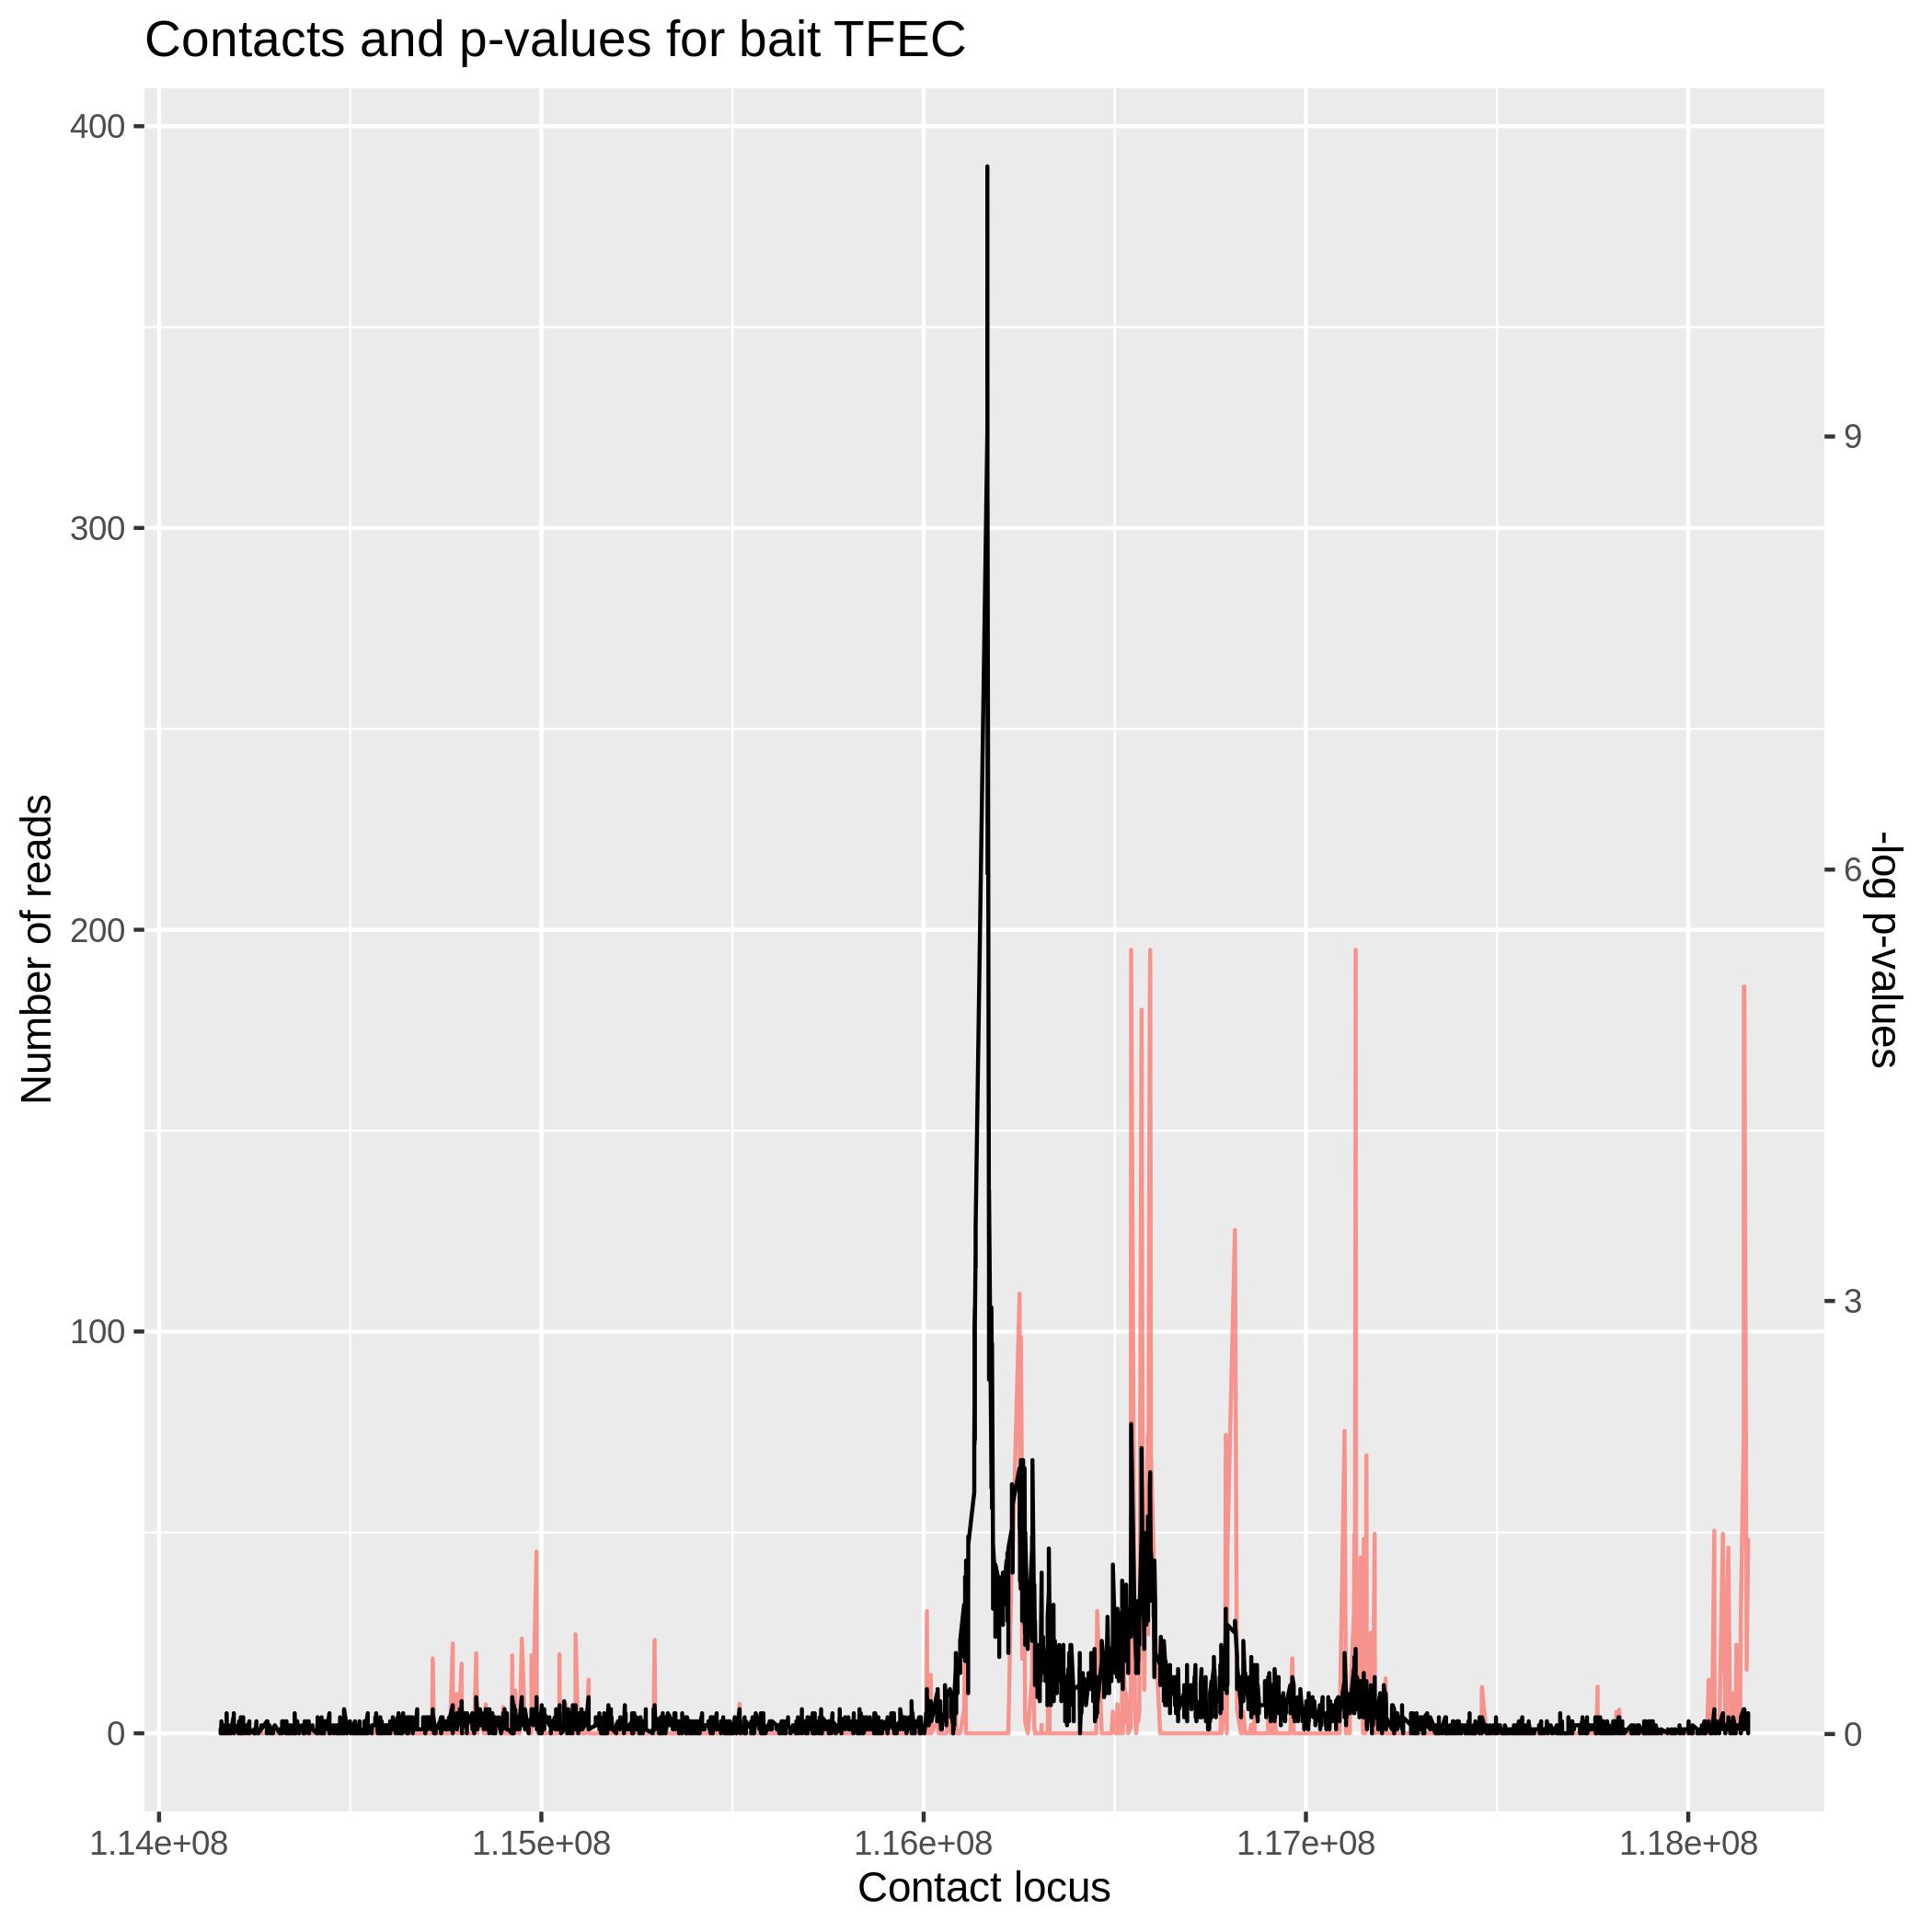 Contacts and p-values for bait TFEC
400
300
200
100
0
Number of reads
9
6
3
0
-log p-values
1.14e+08 1.15e+08 1.16e+08 1.17e+08 1.18e+08
Contact locus